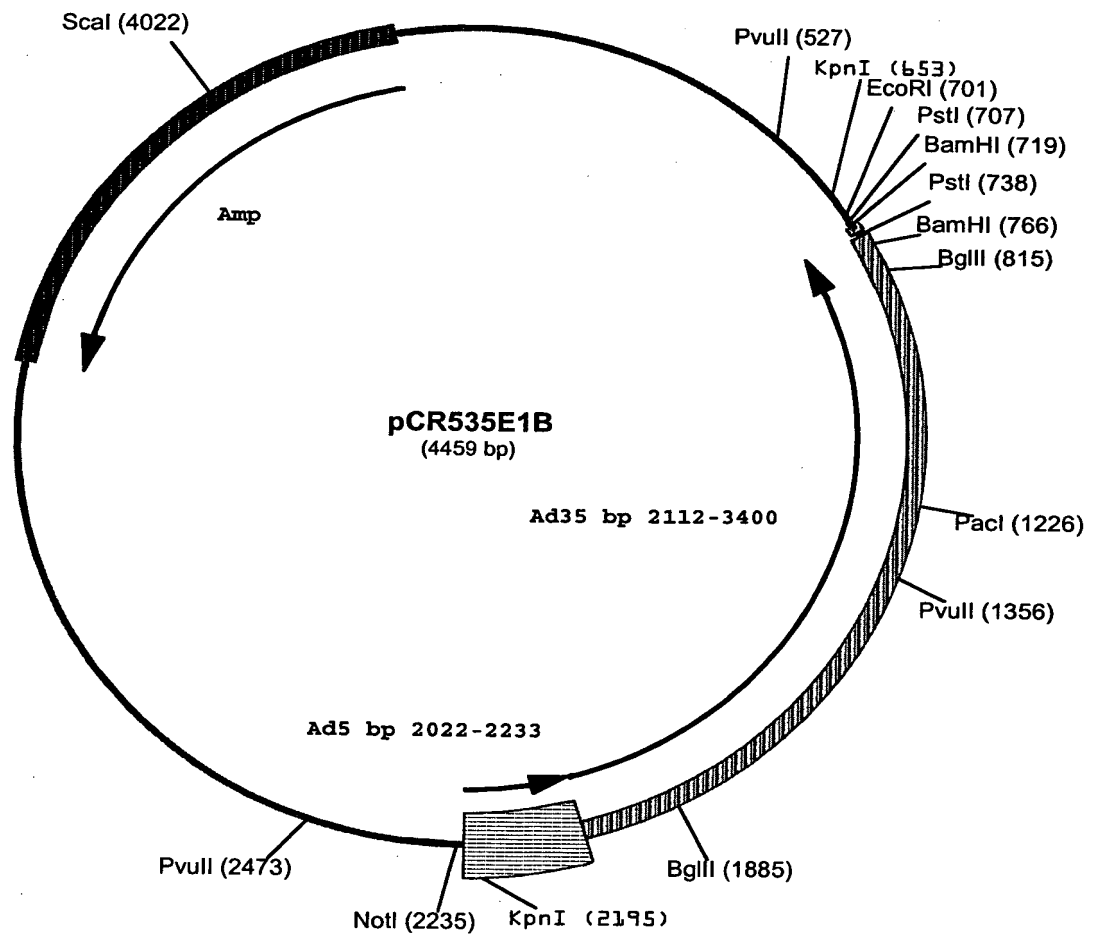 ScaI (4022)
PvuII (527)
KpnI (653)
EcoRI (701)
PstI (707)
BamHI (719)
PstI (738)
BamHI (766)
BglII (815)
Amp
pCR535E1B
(4459 bp)
Ad35 bp 2112-3400
PacI (1226)
PvuII (1356)
Ad5 bp 2022-2233
PvuII (2473)
BglII (1885)
NotI (2235)
KpnI (2195)